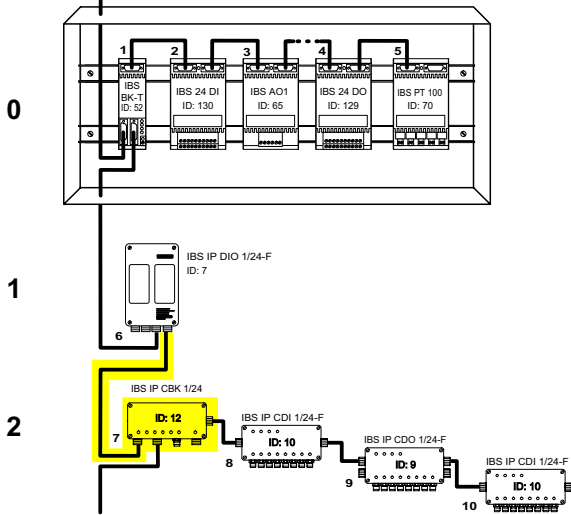 1
2
3
4
5
IBS
BK-T
ID: 52
IBS 24 DI
ID: 130
IBS AO1
ID: 65
IBS 24 DO
ID: 129
IBS PT 100
ID: 70
0
IBS IP DIO 1/24-F
ID: 7
1
6
IBS IP CBK 1/24
ID: 12
2
7
IBS IP CDI 1/24-F
ID: 10
8
IBS IP CDO 1/24-F
ID: 9
9
IBS IP CDI 1/24-F
ID: 10
10